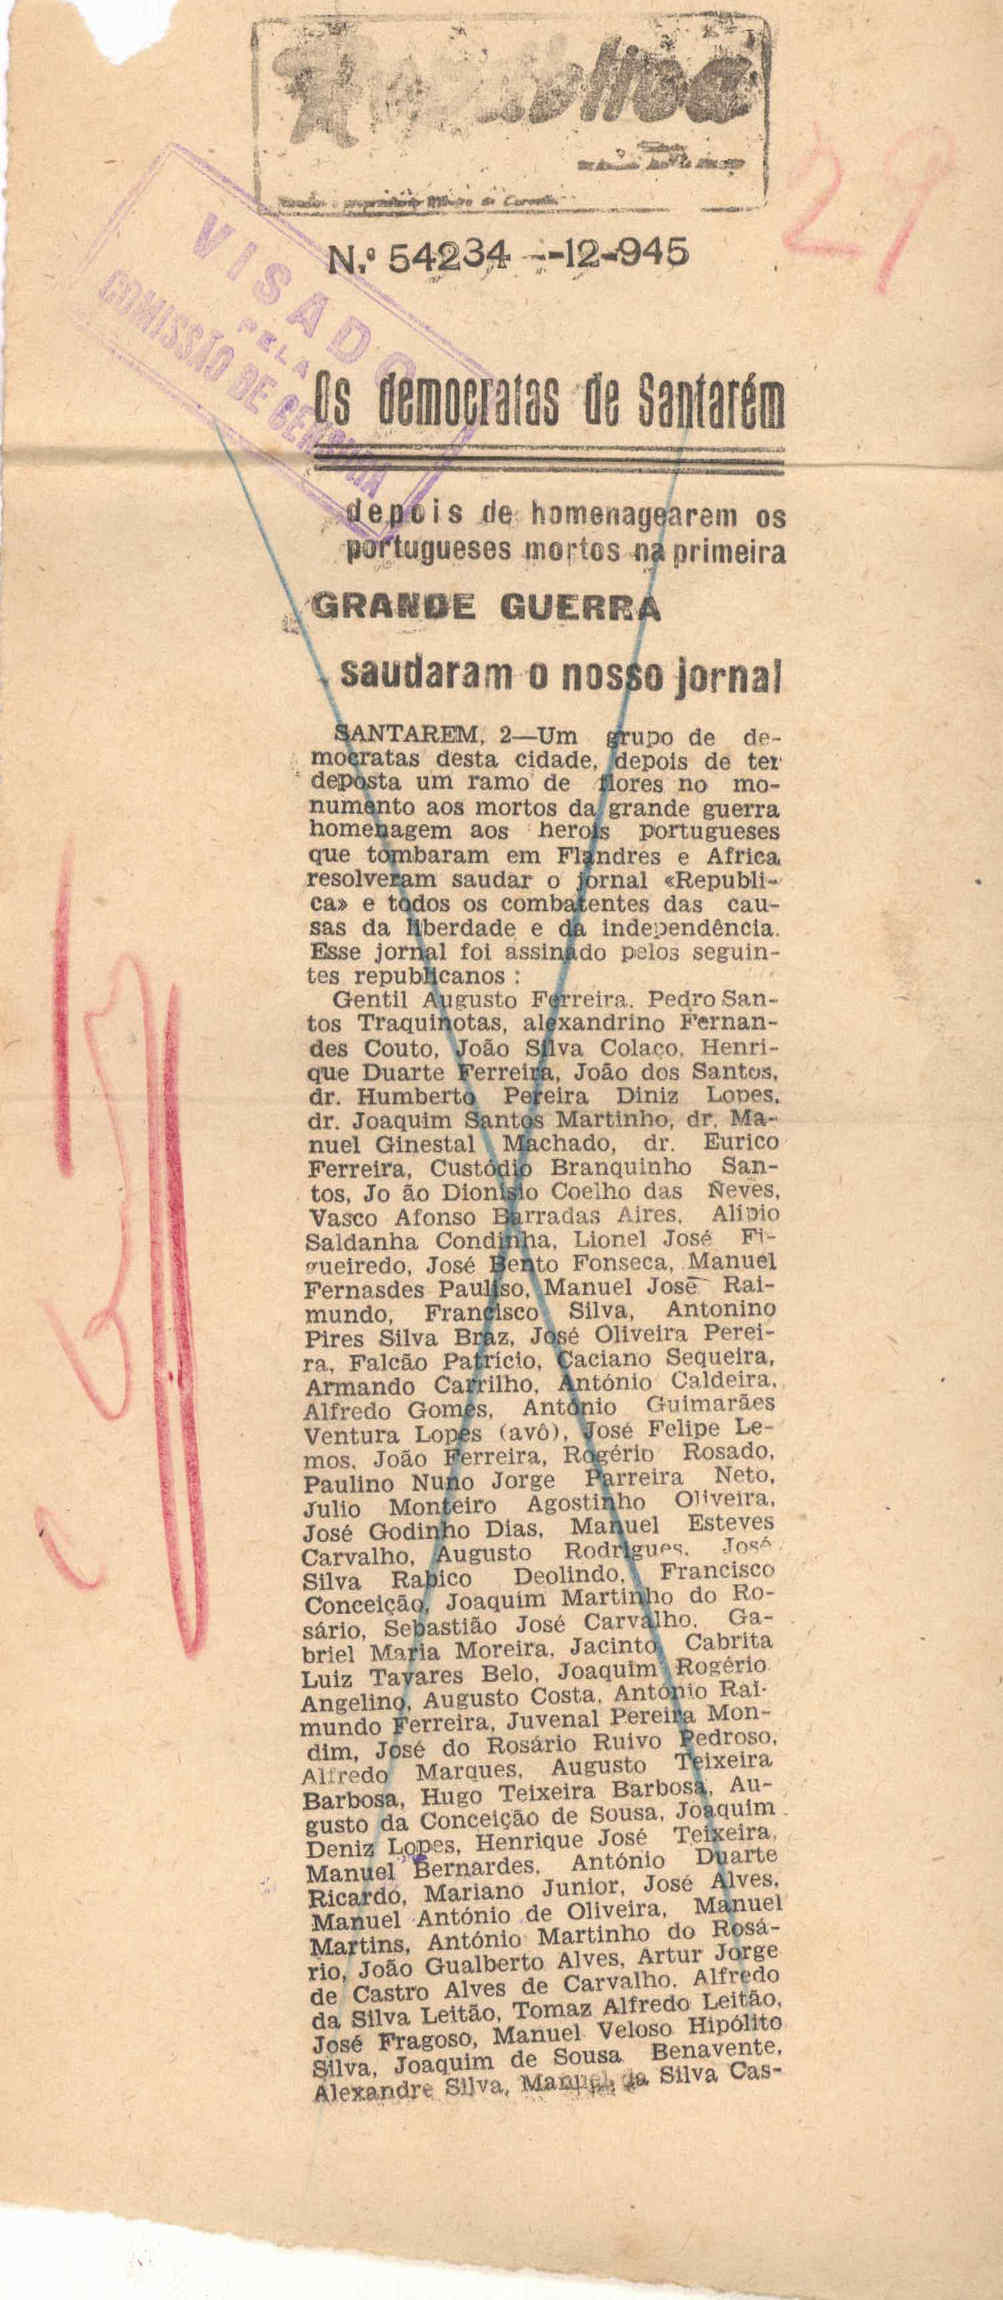 República
N.º 54234 --12-945
29
VISADO
PELA
COMISSÃO DE CENSURA
Os democratas de Santarém
depois de homenagearem os
portugueses mortos na primeira
GRANDE GUERRA
saudaram o nosso jornal
SANTAREM, 2—Um grupo de de-
mocratas desta cidade, depois de ter
deposta um ramo de flores no mo-
numento aos mortos da grande guerra
homenagem aos herois portugueses
que tombaram em Flandres e Africa
resolveram saudar o jornal «Republi-
ca» e todos os combatentes das cau-
sas da liberdade e da independência.
Esse jornal foi assinado pelos seguin-
tes republicanos :
Gentil Augusto Ferreira, Pedro San-
tos Traquinotas, alexandrino Fernan-
des Couto, João Silva Colaço, Henri-
que Duarte Ferreira, João dos Santos,
dr. Humberto Pereira Diniz Lopes,
dr. Joaquim Santos Martinho, dr. Ma-
nuel Ginestal Machado, dr. Eurico
Ferreira, Custódio Branquinho San-
tos, Jo ão Dionísio Coelho das Neves,
Vasco Afonso Barradas Aires, Alipio
Saldanha Condinha, Lionel José Fi-
gueiredo, José Bento Fonseca, Manuel
Fernasdes Pauliso, Manuel José Rai-
mundo, Francisco Silva, Antonino
Pires Silva Braz, José Oliveira Perei-
ra, Falcão Patrício, Caciano Sequeira,
Armando Carrilho, António Caldeira,
Alfredo Gomes, António Guimarães
Ventura Lopes (avô), José Felipe Le-
mos, João Ferreira, Rogério Rosado,
Paulino Nuno Jorge Parreira Neto,
Julio Monteiro Agostinho Oliveira,
José Godinho Dias, Manuel Esteves
Carvalho, Augusto Rodrigues, José
Silva Rabico Deolindo, Francisco
Conceição, Joaquim Martinho do Ro-
sário, Sebastião José Carvalho, Ga-
briel Maria Moreira, Jacinto, Cabrita
Luiz Tavares Belo, Joaquim Rogério
Angelino, Augusto Costa, António Rai-
mundo Ferreira, Juvenal Pereira Mon-
dim, José do Rosário Ruivo Pedroso,
Alfredo Marques, Augusto Teixeira
Barbosa, Hugo Teixeira Barbosa, Au-
gusto da Conceição de Sousa, Joaquim
Deniz Lopes, Henrique José Teixeira,
Manuel Bernardes, António Duarte
Ricardo, Mariano Junior, José Alves,
Manuel António de Oliveira, Manuel
Martins, António Martinho do Rosá-
rio, João Gualberto Alves, Artur Jorge
de Castro Alves de Carvalho, Alfredo
da Silva Leitão, Tomaz Alfredo Leitão,
José Fragoso, Manuel Veloso Hipólito
Silva, Joaquim de Sousa Benavente,
Alexandre Silva, Manuel da Silva Cas-